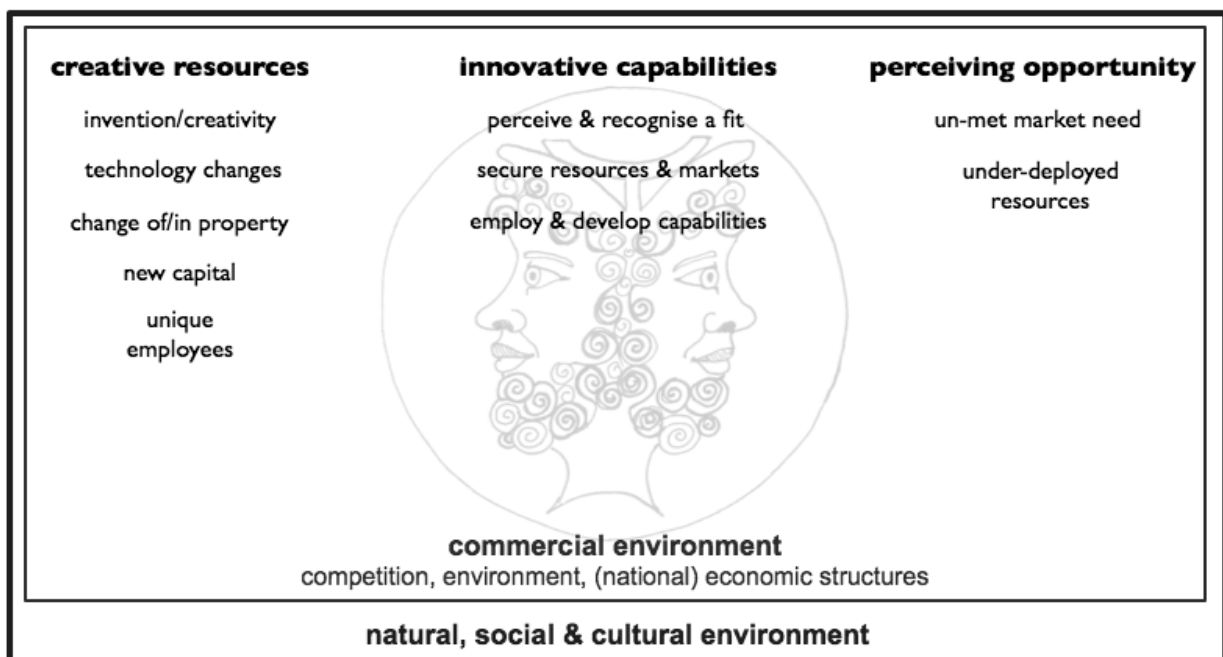 creative resources
invention/creativity
technology changes
change of/in property
new capital
unique
employees
innovative capabilities
perceive & recognise a fit
secure resources & markets
employ & develop capabilities
perceiving opportunity
un-met market need
under-deployed
resources
commercial environment
competition, environment, (national) economic structures
natural, social & cultural environment